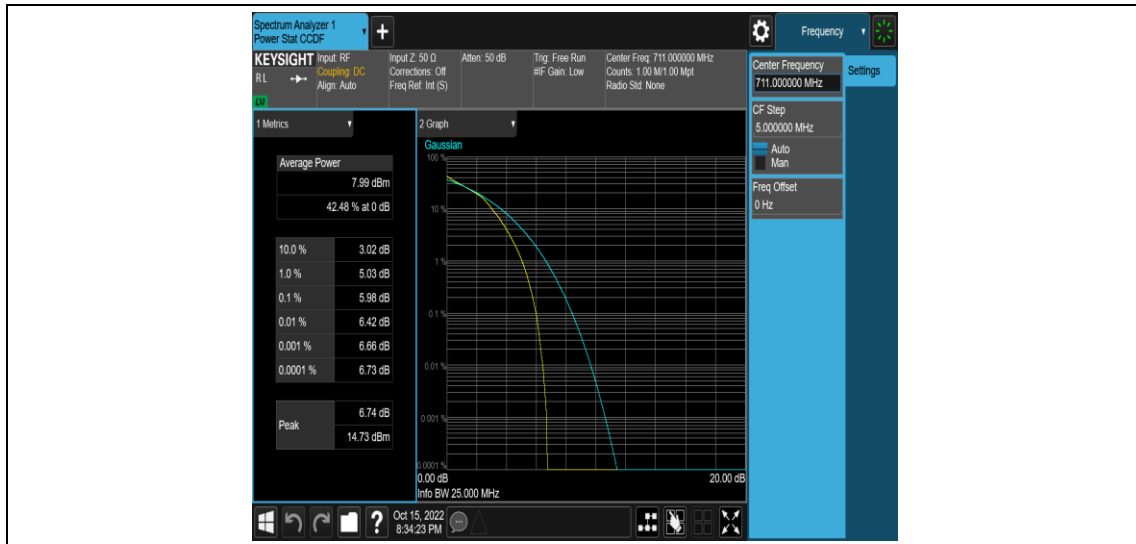 Spectrum Analyzer 1
Power Stat CCDF
+
Frequency
KEYSIGHT
RL
LXI
Input: RF
Coupling: DC
Align: Auto
Input Z: 50 Ω
Corrections: Off
Freq Ref: Int (S)
Atten: 50 dB
Trig: Free Run
#IF Gain: Low
Center Freq: 711.000000 MHz
Counts: 1.00 M/1.00 Mpt
Radio Std: None
Center Frequency
711.000000 MHz
Settings
CF Step
5.000000 MHz
Auto
Man
Freq Offset
0 Hz
1 Metrics
Average Power
7.99 dBm
42.48 % at 0 dB
10.0 % 3.02 dB
1.0 % 5.03 dB
0.1 % 5.98 dB
0.01 % 6.42 dB
0.001 % 6.66 dB
0.0001 % 6.73 dB
Peak 6.74 dB
14.73 dBm
2 Graph
Gaussian
100 %
10 %
1 %
0.1 %
0.01 %
0.001 %
0.0001 %
0.00 dB 20.00 dB
Info BW 25.000 MHz
?
Oct 15, 2022
8:34:23 PM